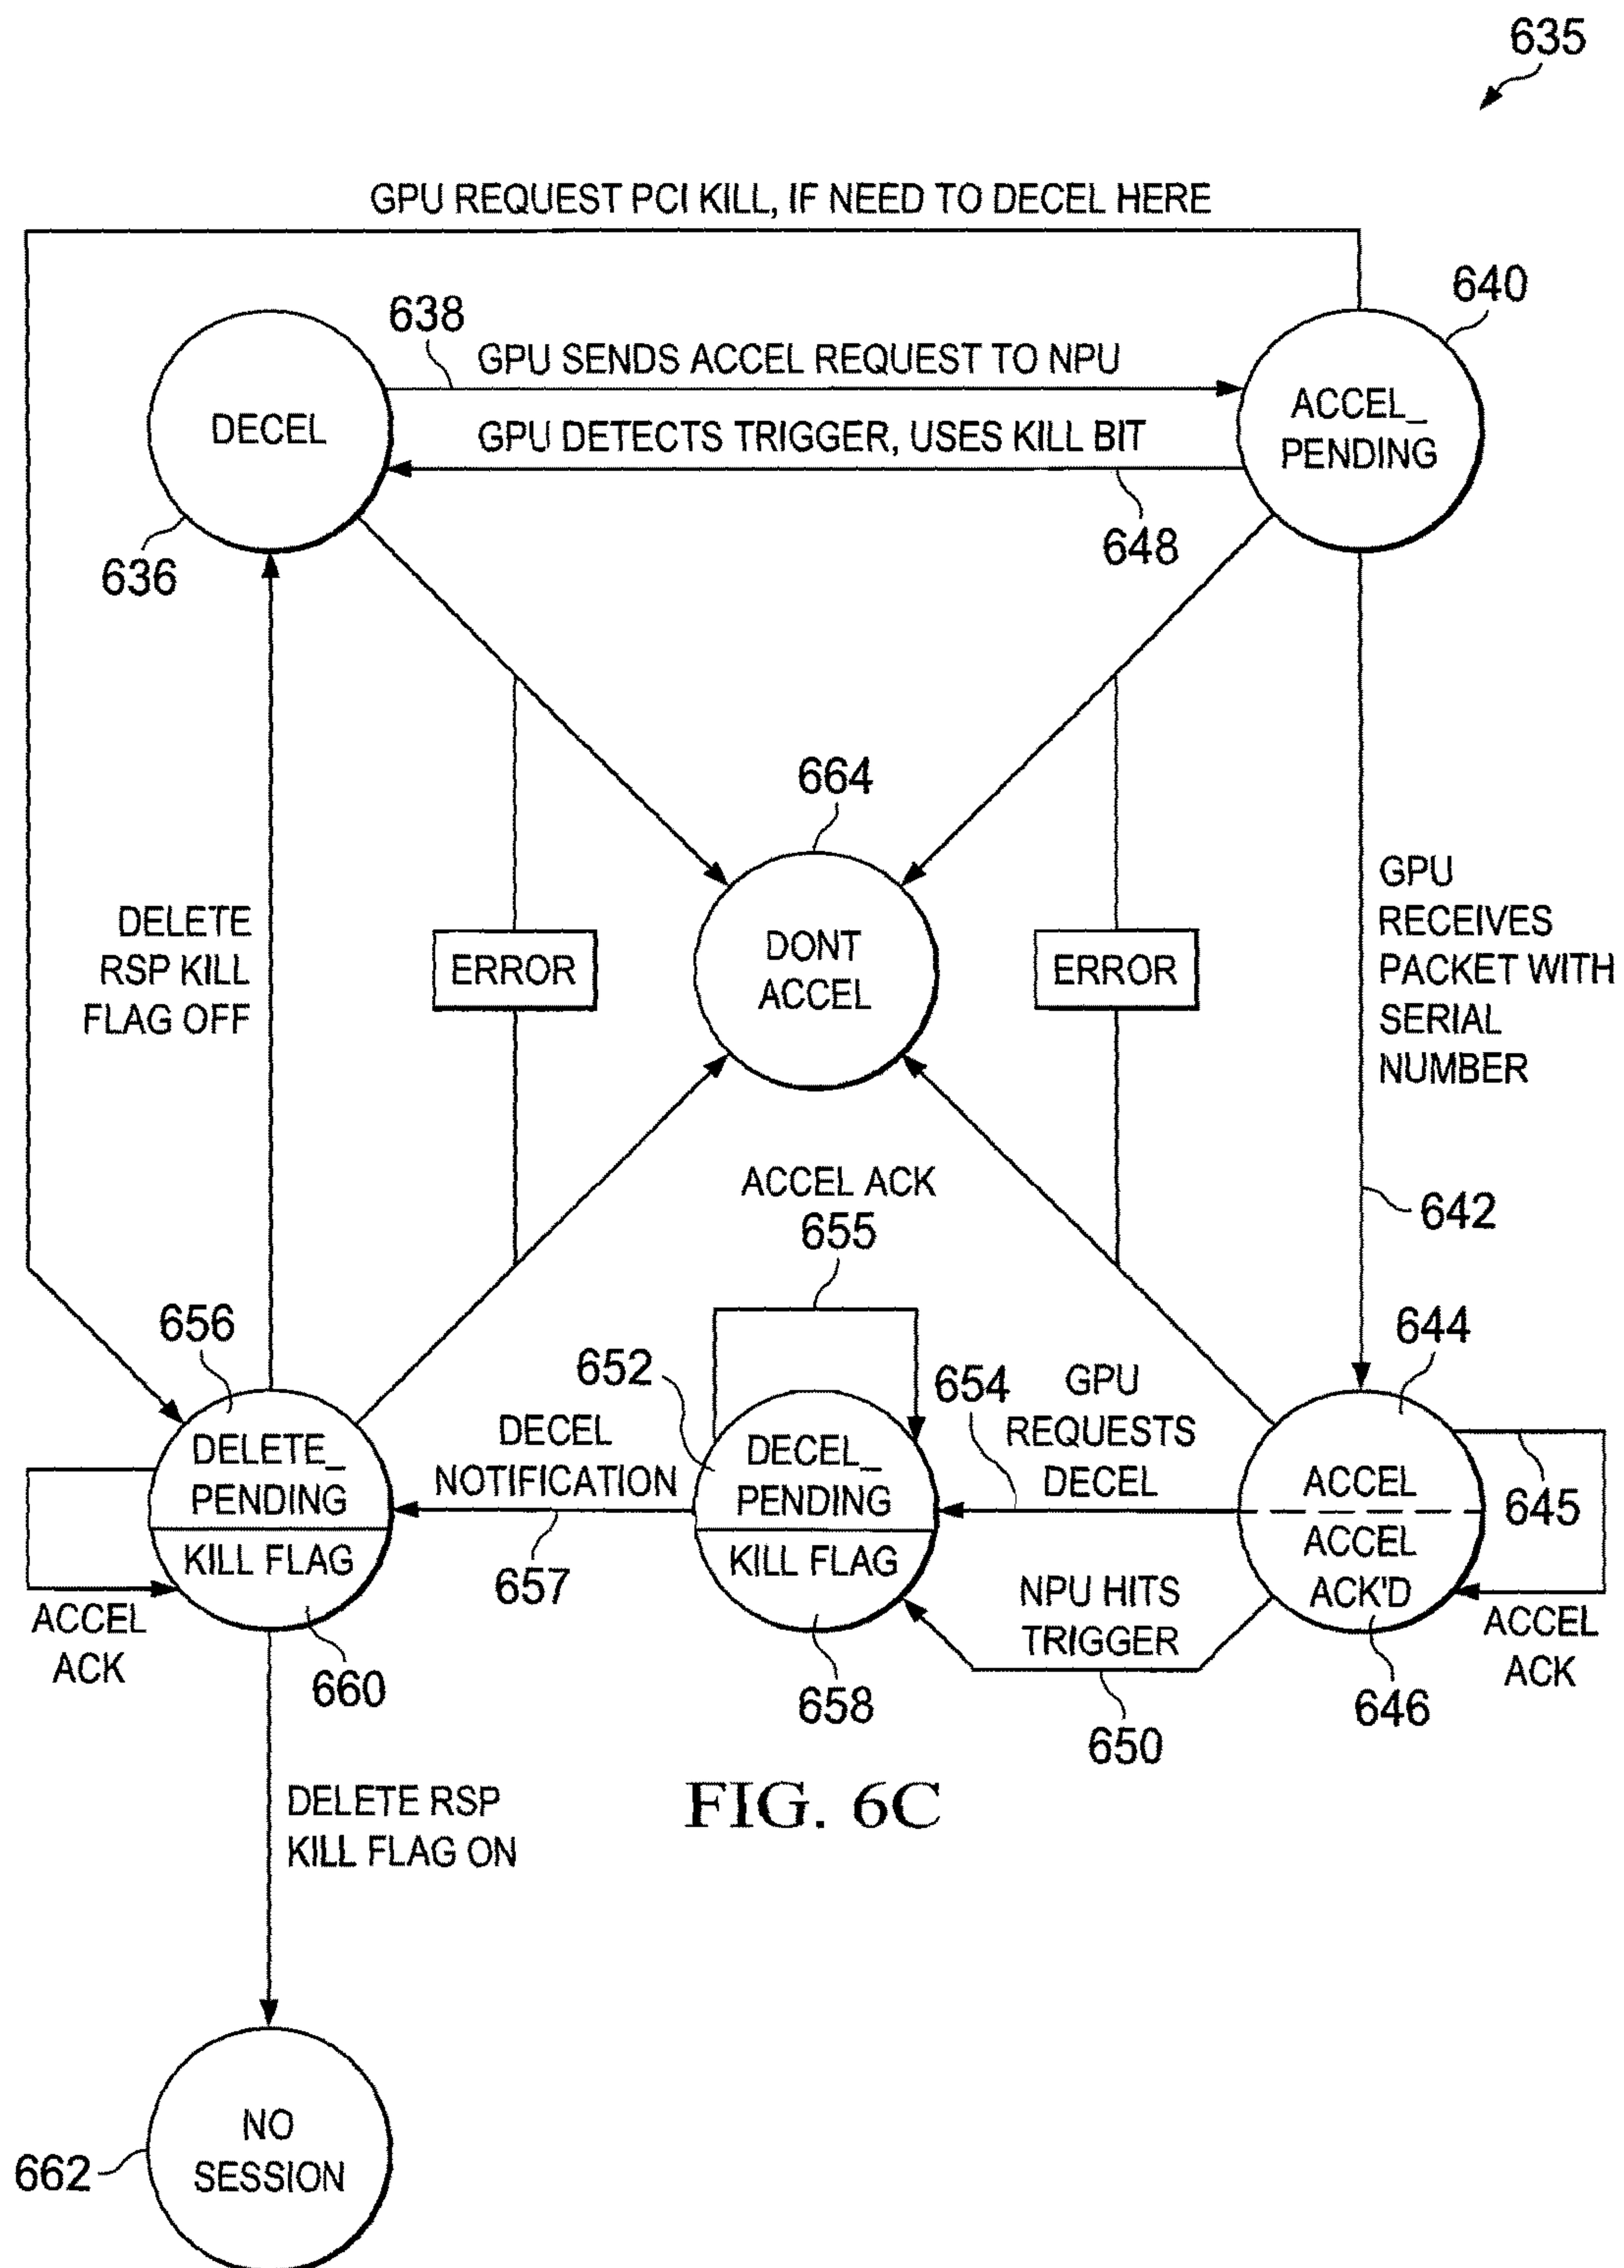 635
GPU REQUEST PCI KILL, IF NEED TO DECEL HERE
640
638
GPU SENDS ACCEL REQUEST TO NPU
DECEL
ACCEL_
PENDING
GPU DETECTS TRIGGER, USES KILL BIT
648
636
664
DELETE
RSP KILL
FLAG OFF
ERROR
DONT
ACCEL
ERROR
GPU
RECEIVES
PACKET WITH
SERIAL
NUMBER
ACCEL ACK
655
642
656
652
654
644
DELETE_
PENDING
KILL FLAG
DECEL
NOTIFICATION
657
DECEL_
PENDING
KILL FLAG
GPU
REQUESTS
DECEL
ACCEL
ACCEL
ACK'D
645
NPU HITS
TRIGGER
ACCEL
ACK
ACCEL
ACK
660
658
650
646
DELETE RSP
KILL FLAG ON
FIG. 6C
NO
SESSION
662